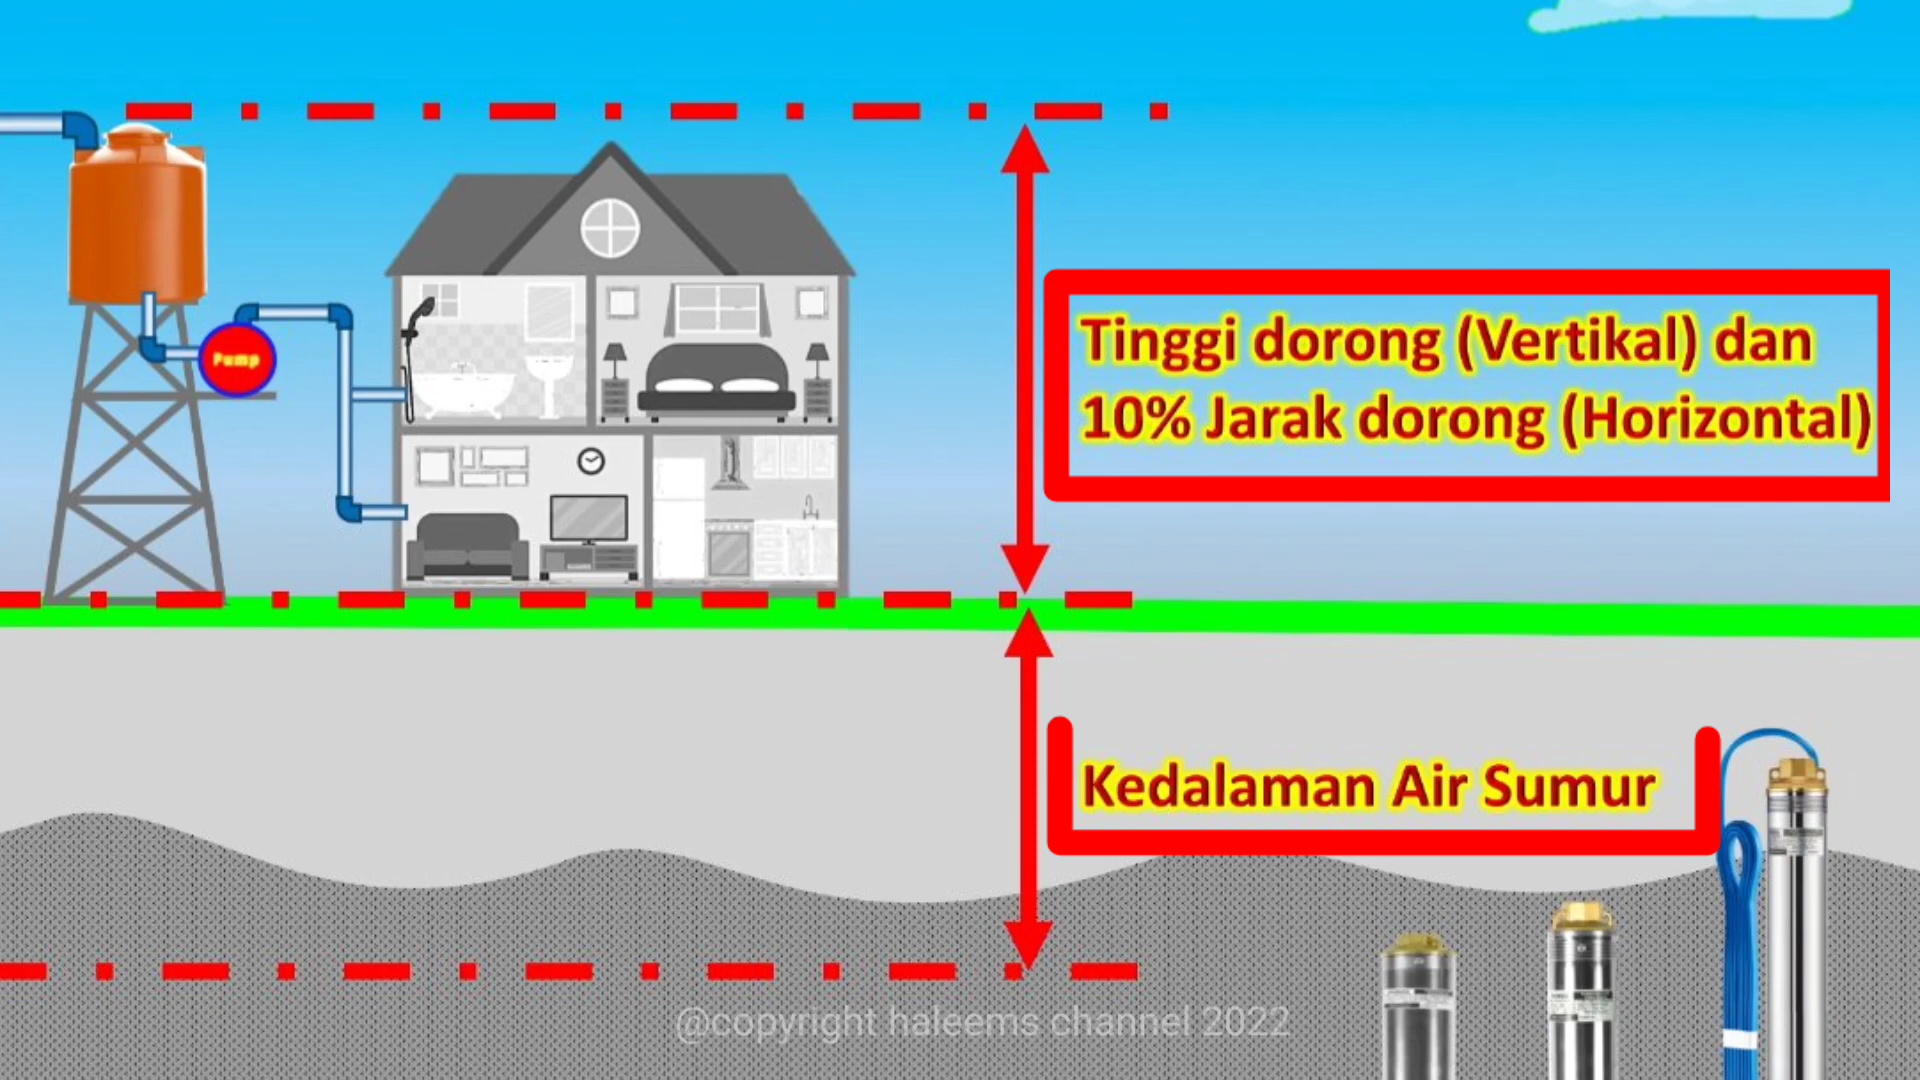 Pump
Tinggi dorong (Vertikal) dan
10% Jarak dorong (Horizontal)
Kedalaman Air Sumur
@copyright haleems channel 2022